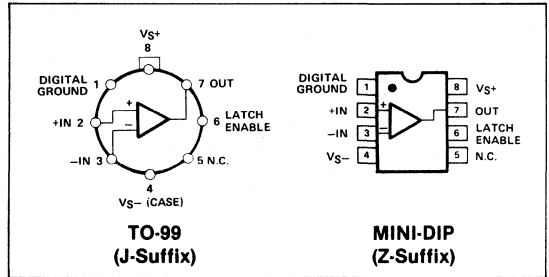 VS+
8
DIGITAL
GROUND 1
7 OUT
+
+IN 2
6 LATCH
ENABLE
−
−IN 3
5 N.C.
4
VS− (CASE)
TO-99
(J-Suffix)
DIGITAL
GROUND
1
8 VS+
+IN 2
+
7 OUT
−IN 3
−
6 LATCH
ENABLE
VS− 4
5 N.C.
MINI-DIP
(Z-Suffix)